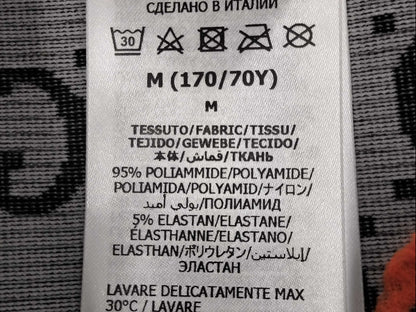 СДЕЛАНО В ИТАЛИИ
30
M (170/70Y)
M
TESSUTO/FABRIC/TISSU/
TEJIDO/GEWEBE/TECIDO/
本体/قماش/ТКАНЬ
95% POLIAMMIDE/POLYAMIDE/
POLIAMIDA/POLYAMID/ナイロン/
بولي أميد/ПОЛИАМИД
5% ELASTAN/ELASTANE/
ÉLASTHANNE/ELASTANO/
ELASTHAN/ポリウレタン/إيلاستين/
ЭЛАСТАН
LAVARE DELICATAMENTE MAX
30°C / LAVARE